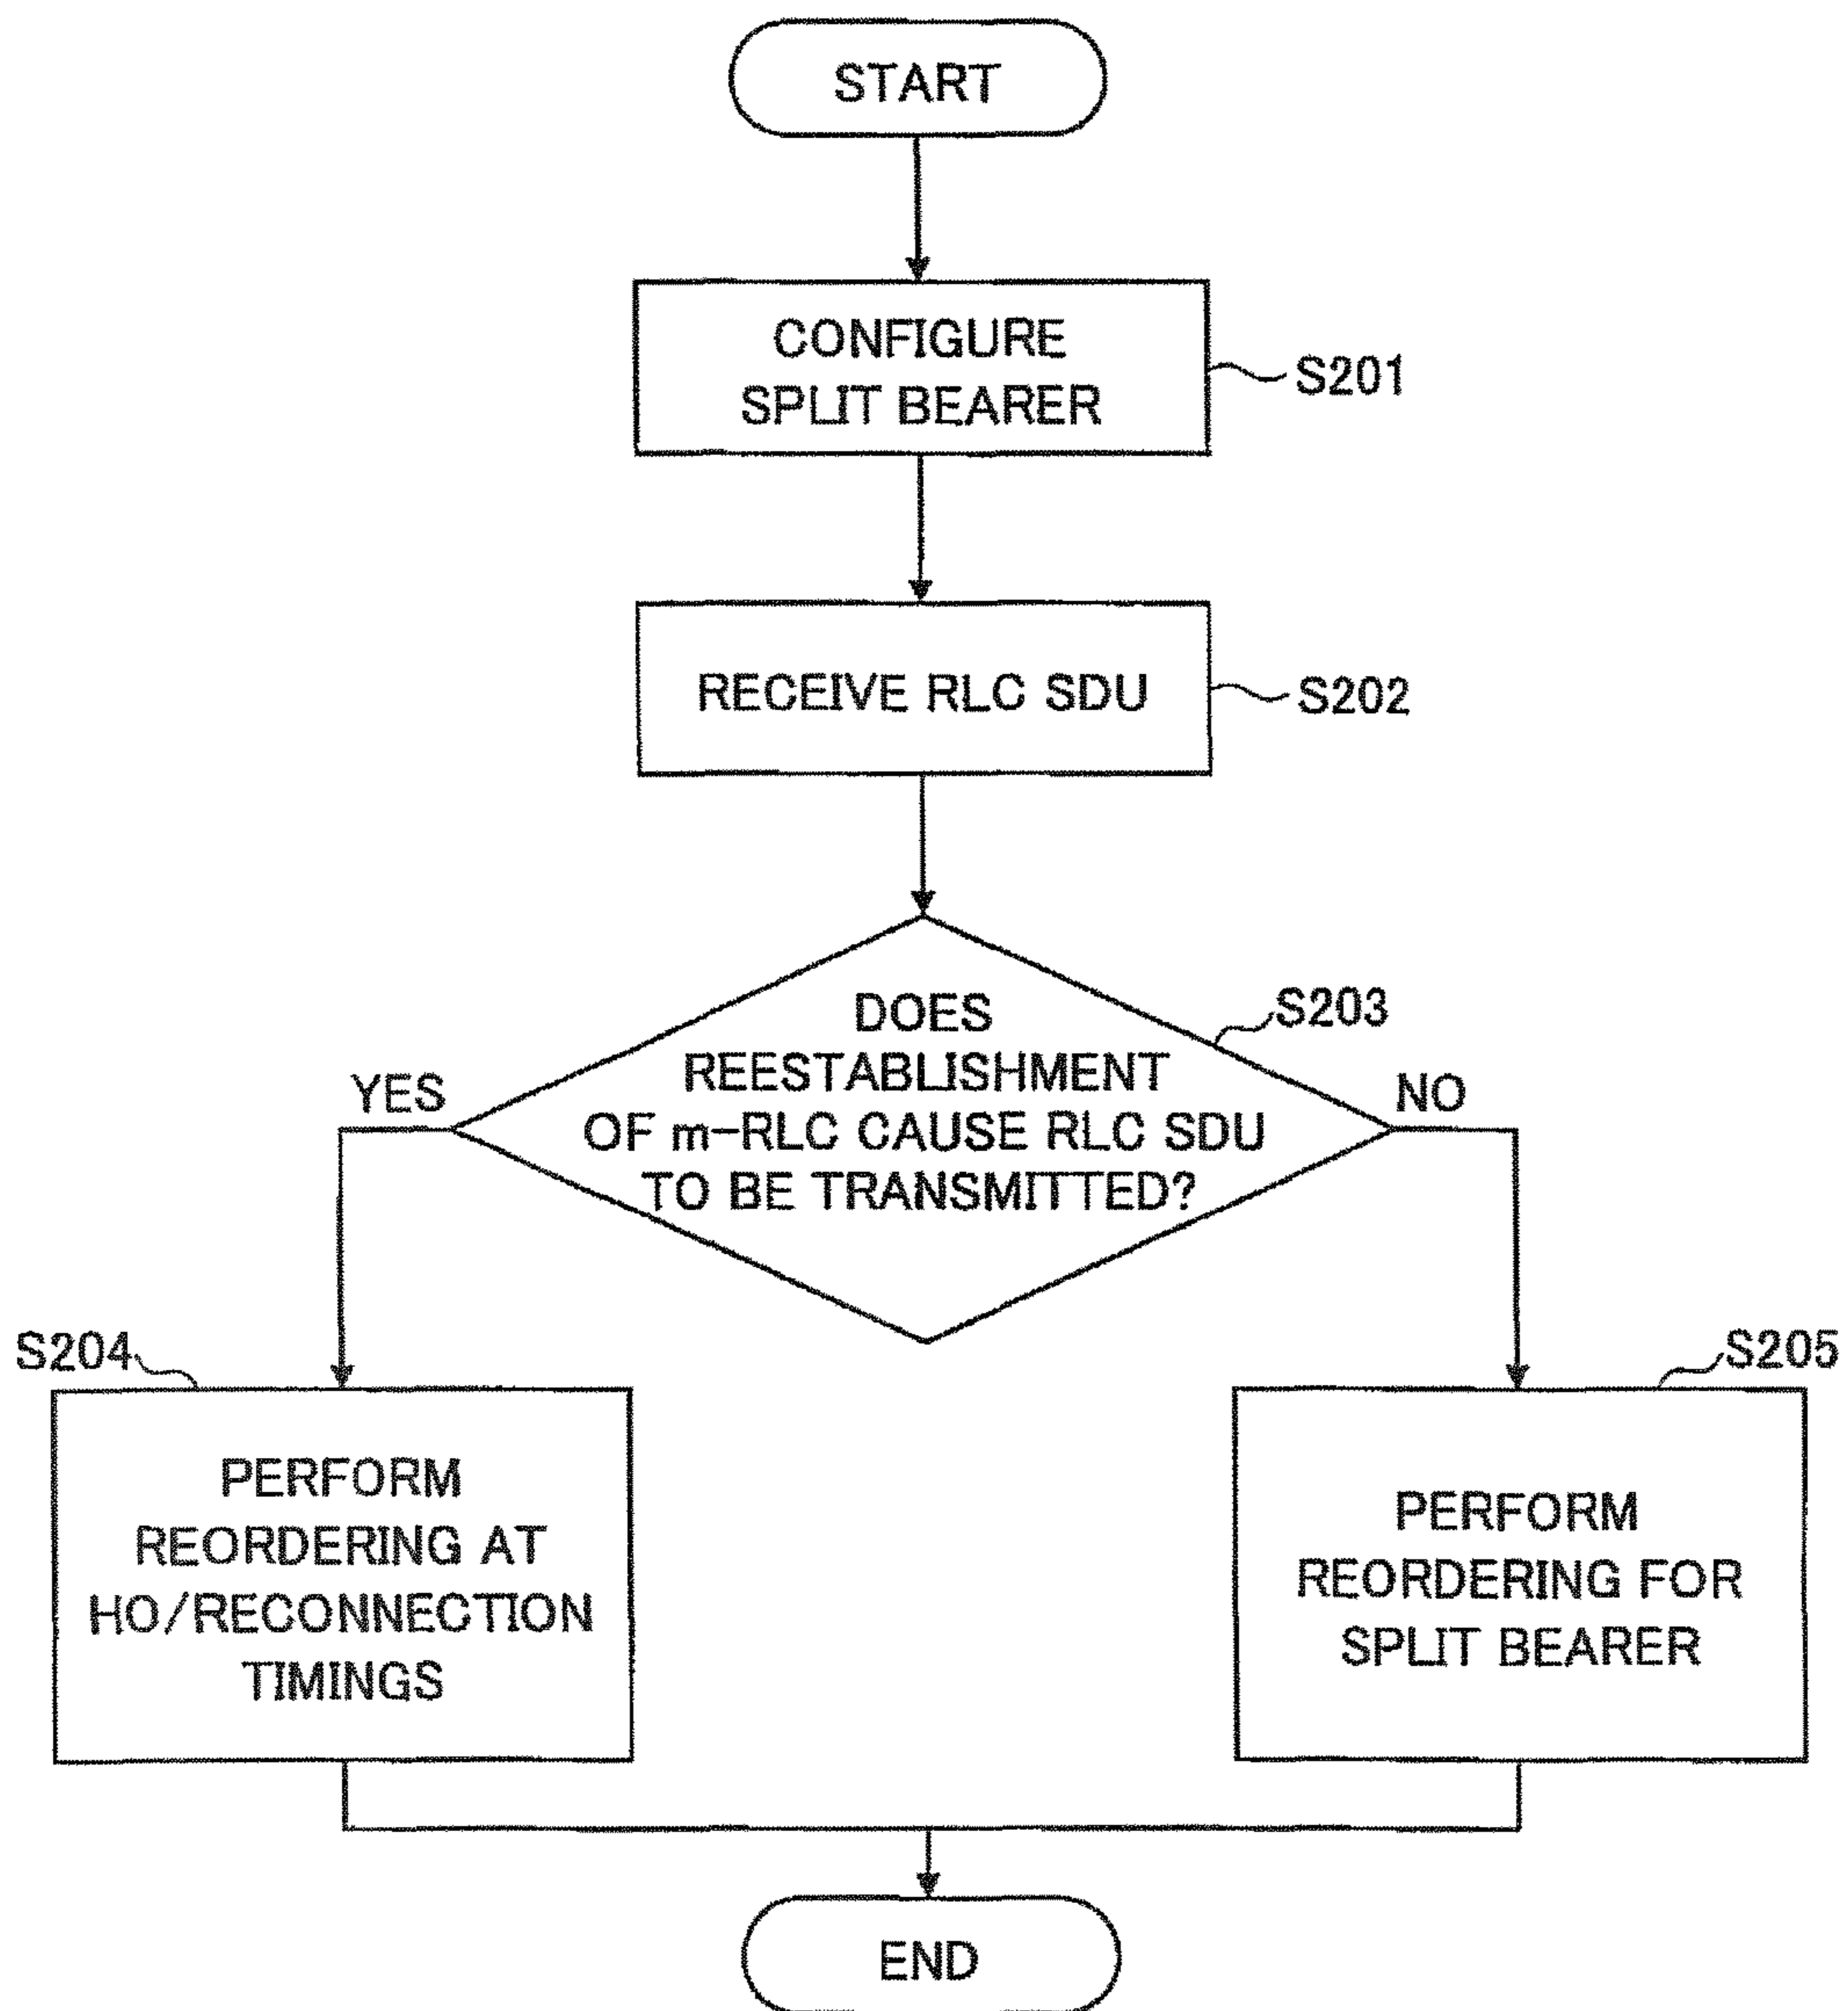 START
CONFIGURE
SPLIT BEARER
S201
RECEIVE RLC SDU
S202
DOES
REESTABLISHMENT
OF m-RLC CAUSE RLC SDU
TO BE TRANSMITTED?
S203
YES
NO
S204
PERFORM
REORDERING AT
HO/RECONNECTION
TIMINGS
S205
PERFORM
REORDERING FOR
SPLIT BEARER
END